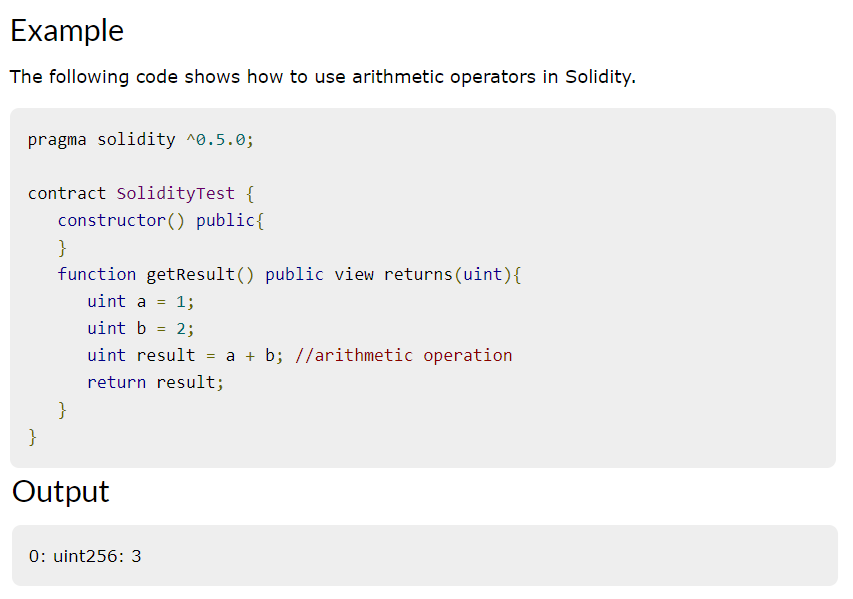 Example
The following code shows how to use arithmetic operators in Solidity.
pragma solidity ^0.5.0;
contract SolidityTest {
constructor() public{
}
function getResult() public view returns(uint){
uint a = 1;
uint b = 2;
uint result = a + b; //arithmetic operation
return result;
}
}
Output
0: uint256: 3